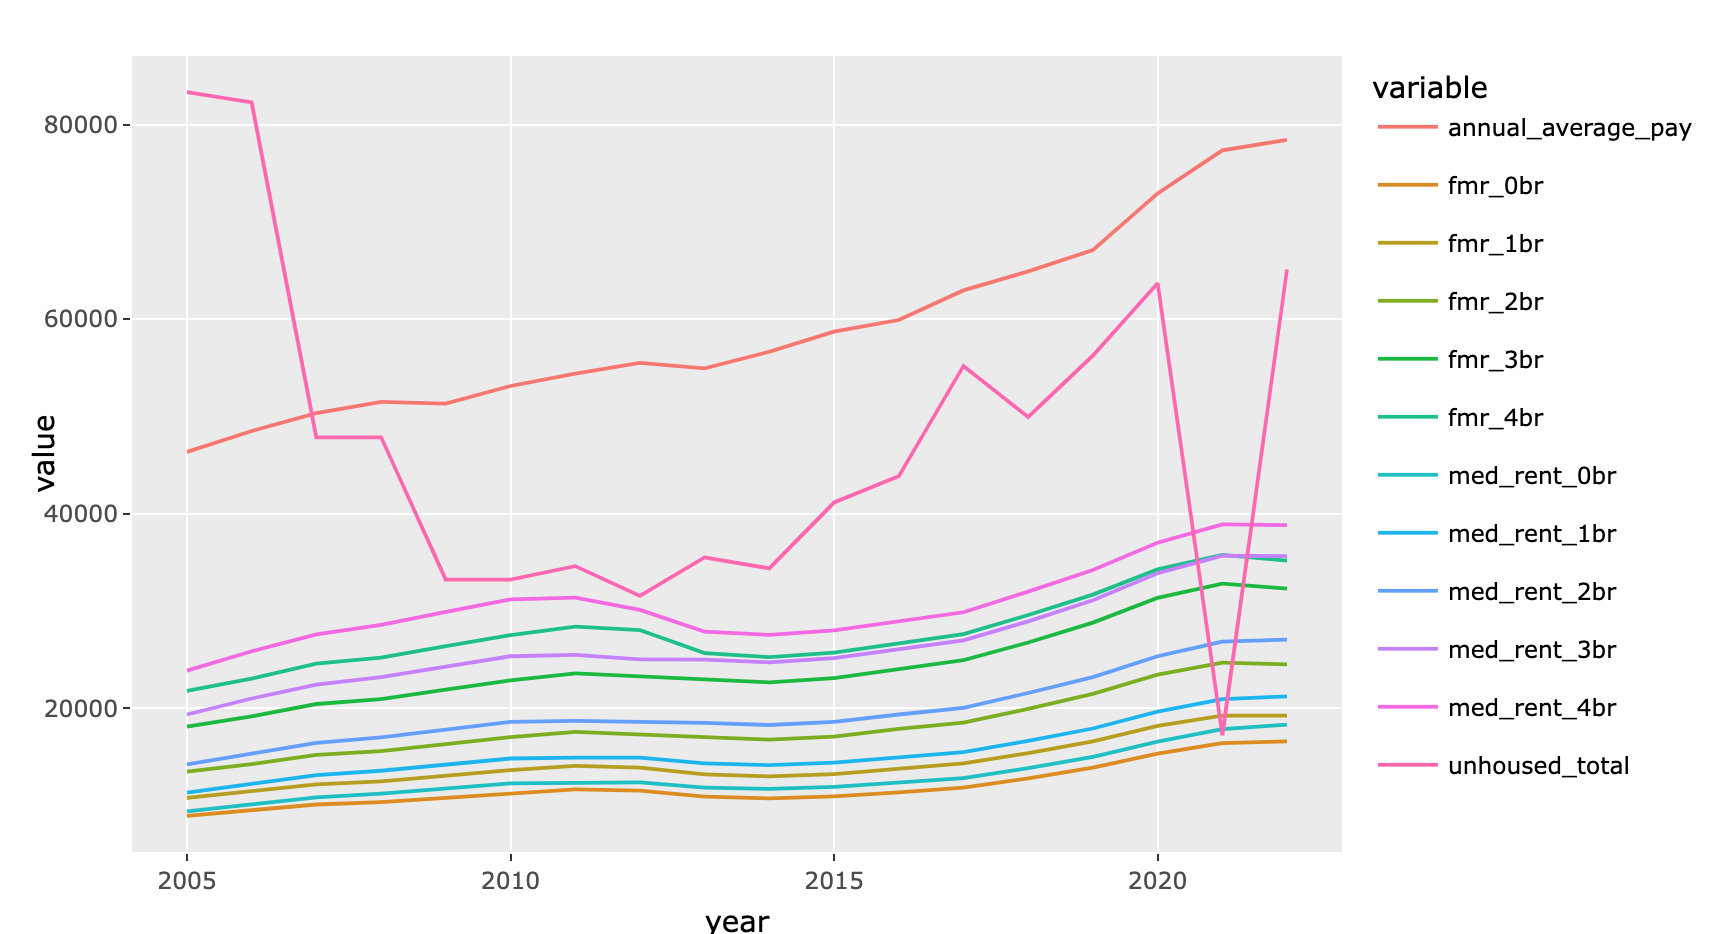 variable
annual_average_pay
fmr_0br
fmr_1br
fmr_2br
fmr_3br
fmr_4br
med_rent_0br
med_rent_1br
med_rent_2br
med_rent_3br
med_rent_4br
unhoused_total
80000
60000
40000
20000
value
2005 2010 2015 2020
year